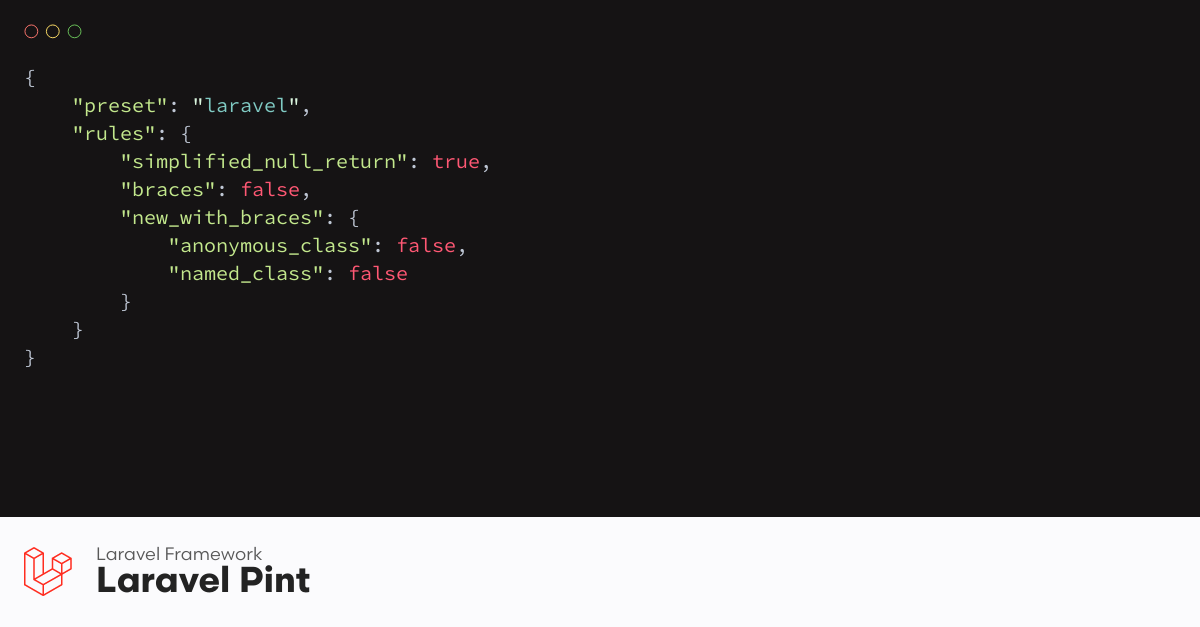 {
    "preset": "laravel",
    "rules": {
        "simplified_null_return": true,
        "braces": false,
        "new_with_braces": {
            "anonymous_class": false,
            "named_class": false
        }
    }
}
Laravel Framework
Laravel Pint